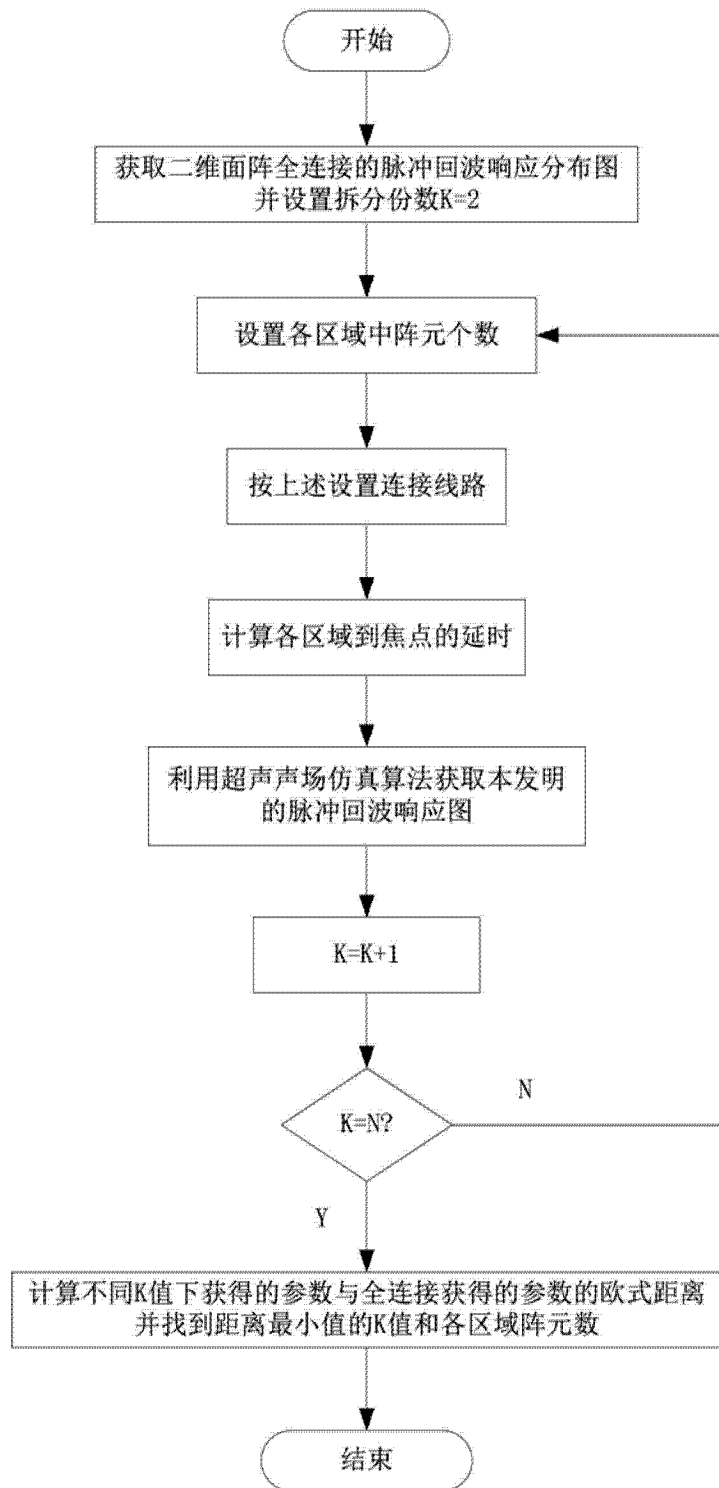 开始
获取二维面阵全连接的脉冲回波响应分布图
并设置拆分份数K=2
设置各区域中阵元个数
按上述设置连接线路
计算各区域到焦点的延时
利用超声声场仿真算法获取本发明
的脉冲回波响应图
K=K+1
K=N?
N
Y
计算不同K值下获得的参数与全连接获得的参数的欧式距离
并找到距离最小值的K值和各区域阵元数
结束